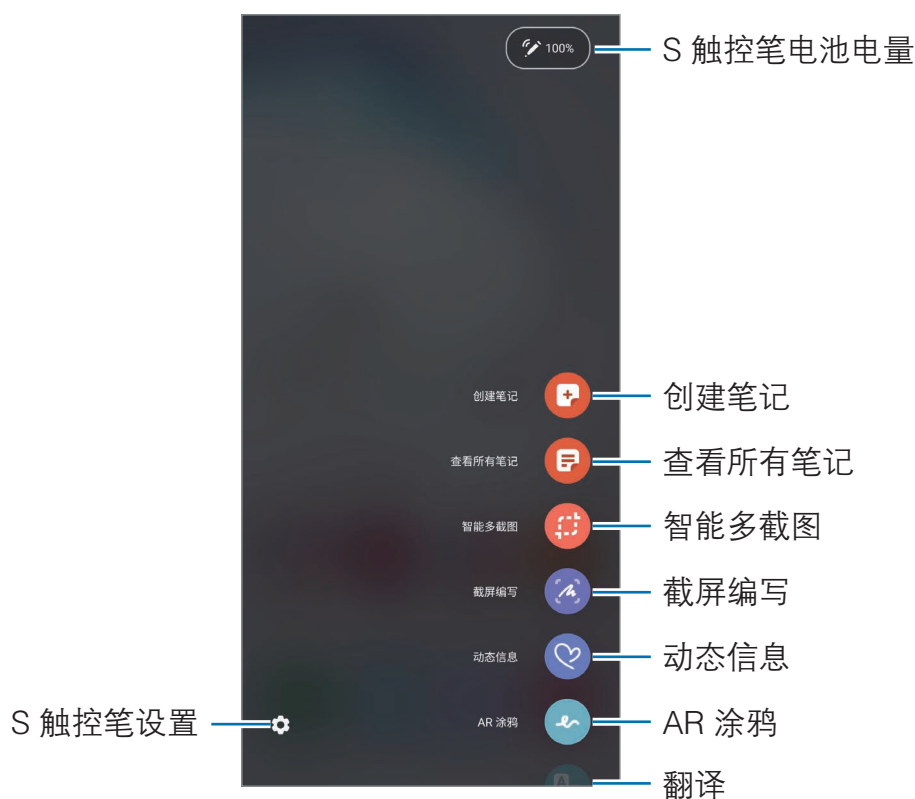 100%
S 触控笔电池电量
创建笔记
创建笔记
查看所有笔记
查看所有笔记
智能多截图
智能多截图
截屏编写
截屏编写
动态信息
动态信息
S 触控笔设置
AR 涂鸦
AR 涂鸦
A
翻译